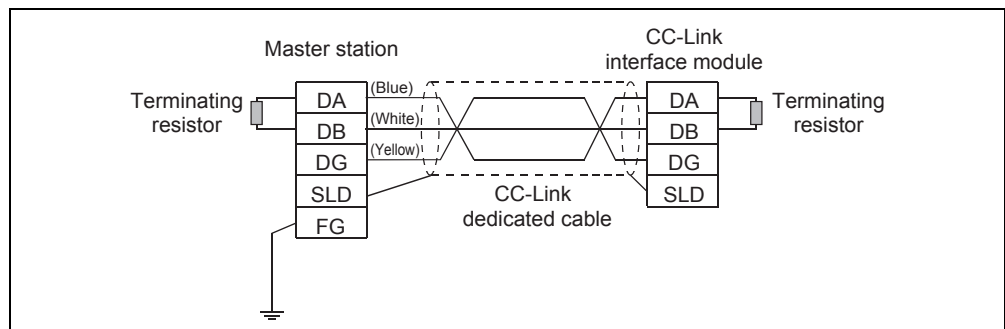 Master station
CC-Link
interface module
Terminating
resistor
DA
(Blue)
DA
Terminating
resistor
DB
(White)
DB
DG
(Yellow)
DG
SLD
CC-Link
dedicated cable
SLD
FG